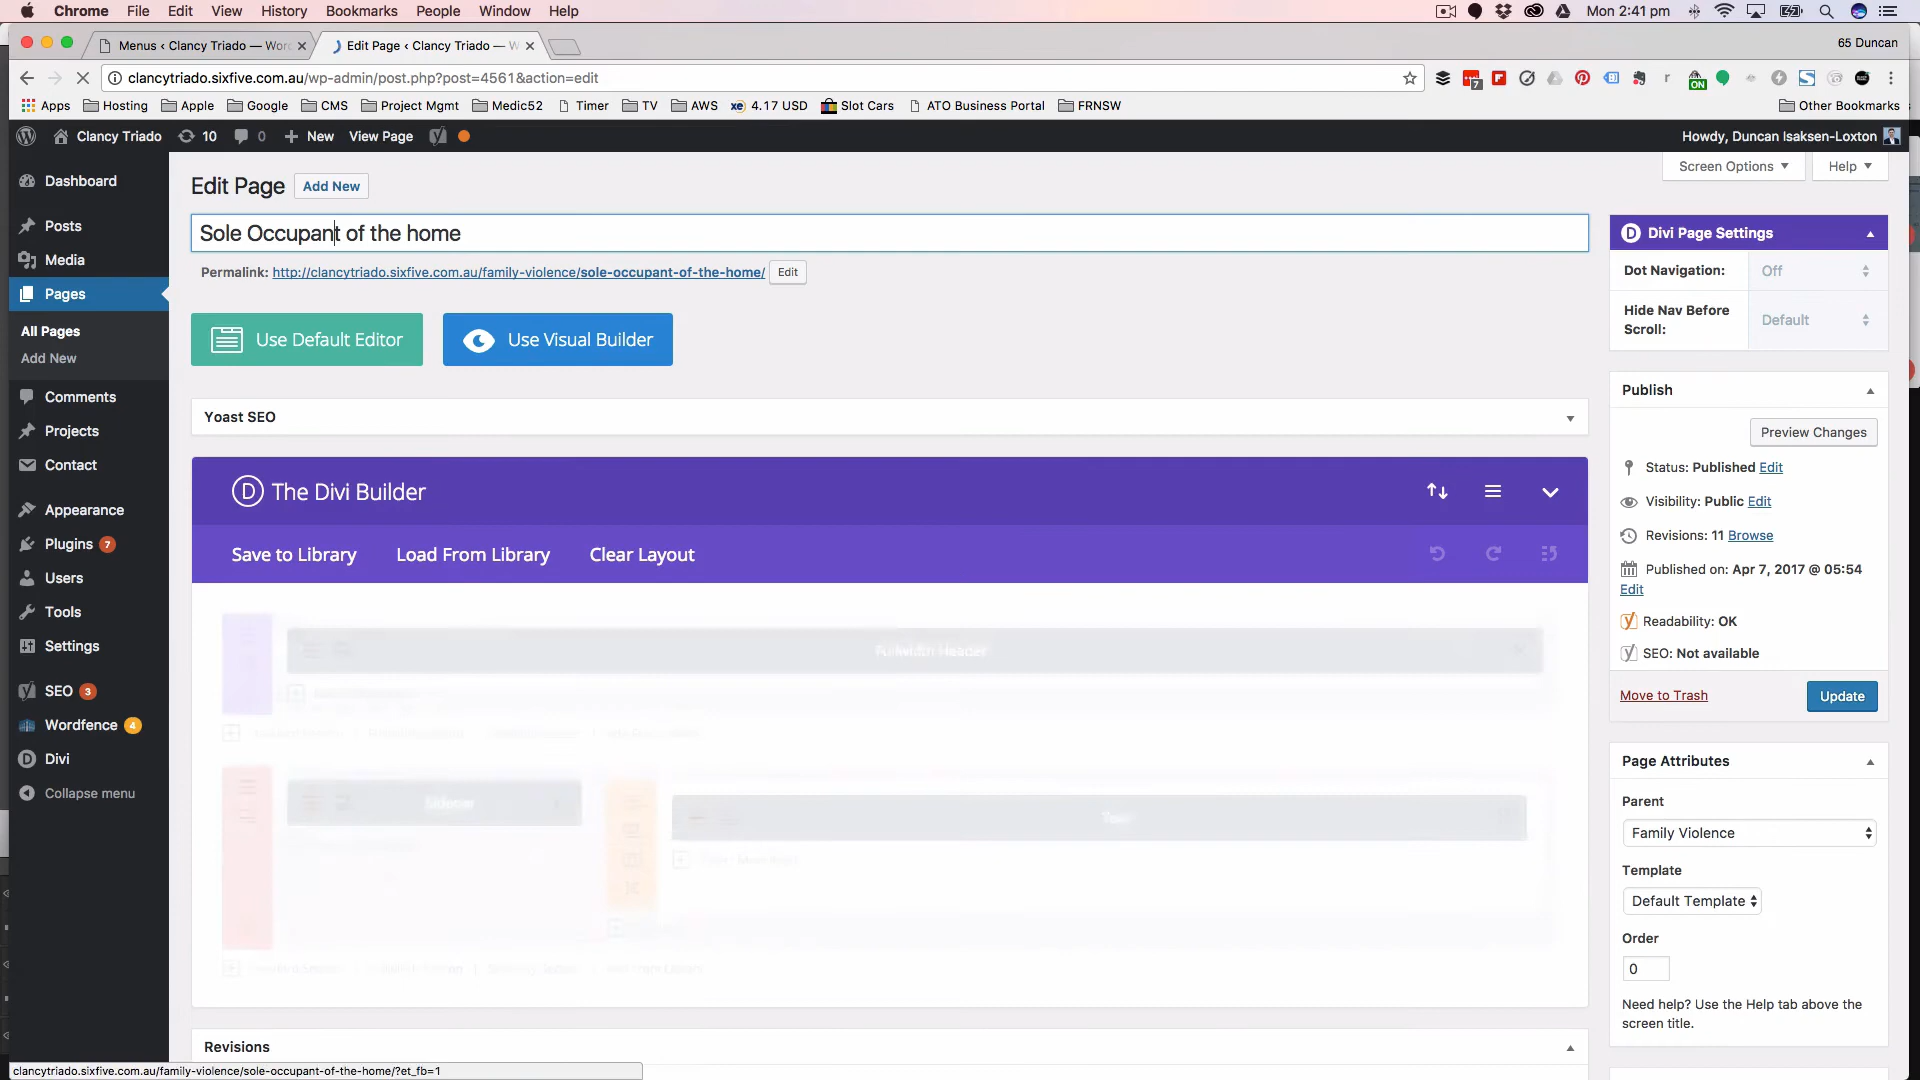 Chrome File Edit View History Bookmarks People Window Help Mon 2:41 pm
Menus ‹ Clancy Triado — Wor Edit Page ‹ Clancy Triado — W 65 Duncan
clancytriado.sixfive.com.au/wp-admin/post.php?post=4561&action=edit
Apps Hosting Apple Google CMS Project Mgmt Medic52 Timer TV AWS xe 4.17 USD Slot Cars ATO Business Portal FRNSW Other Bookmarks
Clancy Triado 10 0 New View Page Howdy, Duncan Isaksen-Loxton
Screen Options Help
Dashboard
Posts
Media
Pages
All Pages
Add New
Comments
Projects
Contact
Appearance
Plugins 7
Users
Tools
Settings
SEO 3
Wordfence 4
Divi
Collapse menu
Edit Page Add New
Sole Occupant of the home
Permalink: http://clancytriado.sixfive.com.au/family-violence/sole-occupant-of-the-home/ Edit
Use Default Editor Use Visual Builder
Yoast SEO
The Divi Builder
Save to Library Load From Library Clear Layout
Fullwidth Header
Sidebar
Text
Revisions
Divi Page Settings
Dot Navigation: Off
Hide Nav Before
Scroll:
Default
Publish
Preview Changes
Status: Published Edit
Visibility: Public Edit
Revisions: 11 Browse
Published on: Apr 7, 2017 @ 05:54
Edit
Readability: OK
SEO: Not available
Move to Trash Update
Page Attributes
Parent
Family Violence
Template
Default Template
Order
0
Need help? Use the Help tab above the
screen title.
clancytriado.sixfive.com.au/family-violence/sole-occupant-of-the-home/?et_fb=1